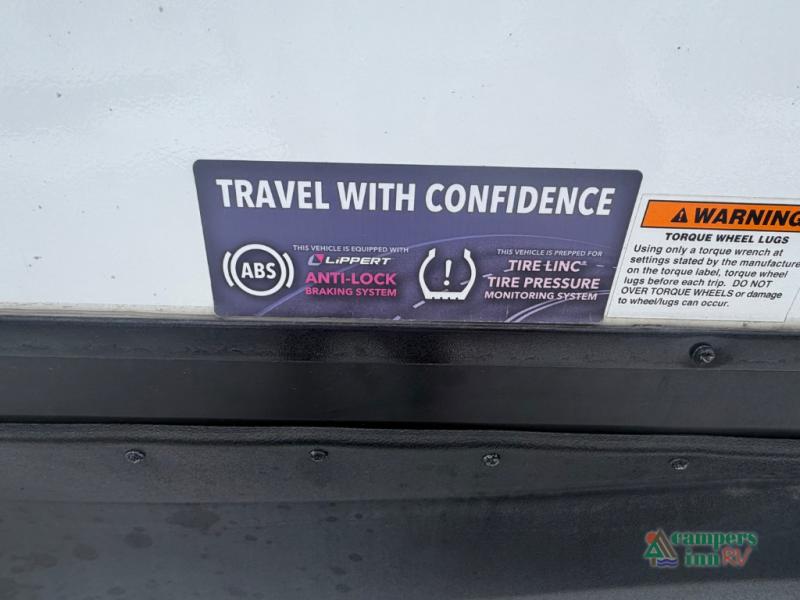 TRAVEL WITH CONFIDENCE
ABS
THIS VEHICLE IS EQUIPPED WITH
LIPPERT
ANTI-LOCK
BRAKING SYSTEM
THIS VEHICLE IS PREPPED FOR
TIRE LINC®
TIRE PRESSURE
MONITORING SYSTEM
WARNING
TORQUE WHEEL LUGS
Using only a torque wrench at
settings stated by the manufacture
on the torque label, torque wheel
lugs before each trip. DO NOT
OVER TORQUE WHEELS or damage
to wheel/lugs can occur.
campers
inn RV